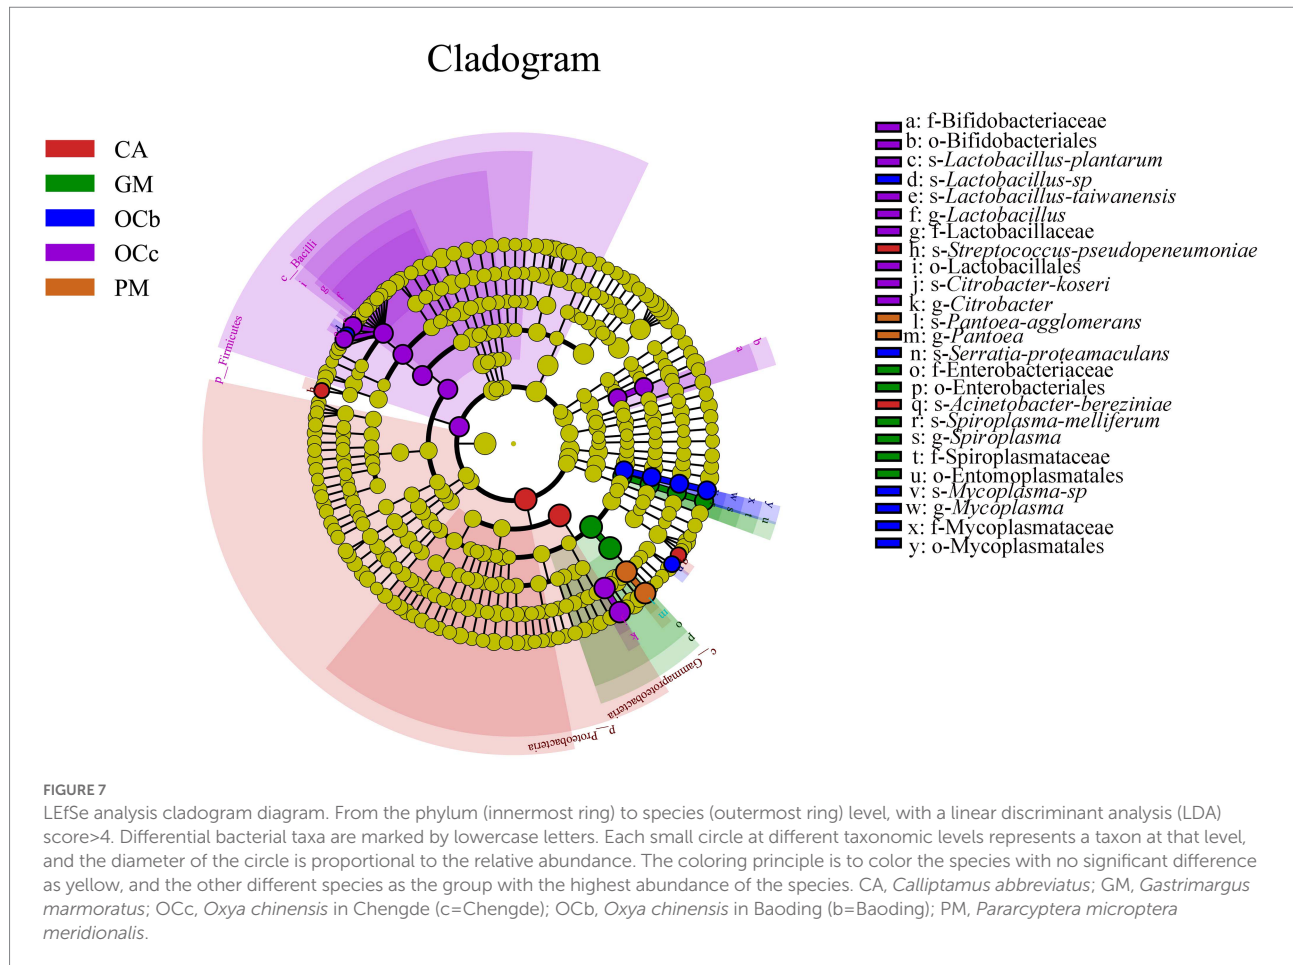 Cladogram
CA
GM
OCb
OCc
PM
a: f-Bifidobacteriaceae
b: o-Bifidobacteriales
c: s-Lactobacillus-plantarum
d: s-Lactobacillus-sp
e: s-Lactobacillus-taiwanensis
f: g-Lactobacillus
g: f-Lactobacillaceae
h: s-Streptococcus-pseudopeneumoniae
i: o-Lactobacillales
j: s-Citrobacter-koseri
k: g-Citrobacter
l: s-Pantoea-agglomerans
m: g-Pantoea
n: s-Serratia-proteamaculans
o: f-Enterobacteriaceae
p: o-Enterobacteriales
q: s-Acinetobacter-bereziniae
r: s-Spiroplasma-melliferum
s: g-Spiroplasma
t: f-Spiroplasmataceae
u: o-Entomoplasmatales
v: s-Mycoplasma-sp
w: g-Mycoplasma
x: f-Mycoplasmataceae
y: o-Mycoplasmatales
c__Bacilli
i
g
p__Firmicutes
b
a
y
x
w
u
t
s
m
k
o
p
c__Gammaproteobacteria
p__Proteobacteria
FIGURE 7
LEfSe analysis cladogram diagram. From the phylum (innermost ring) to species (outermost ring) level, with a linear discriminant analysis (LDA)
score>4. Differential bacterial taxa are marked by lowercase letters. Each small circle at different taxonomic levels represents a taxon at that level,
and the diameter of the circle is proportional to the relative abundance. The coloring principle is to color the species with no significant difference
as yellow, and the other different species as the group with the highest abundance of the species. CA, Calliptamus abbreviatus; GM, Gastrimargus
marmoratus; OCc, Oxya chinensis in Chengde (c=Chengde); OCb, Oxya chinensis in Baoding (b=Baoding); PM, Pararcyptera microptera
meridionalis.